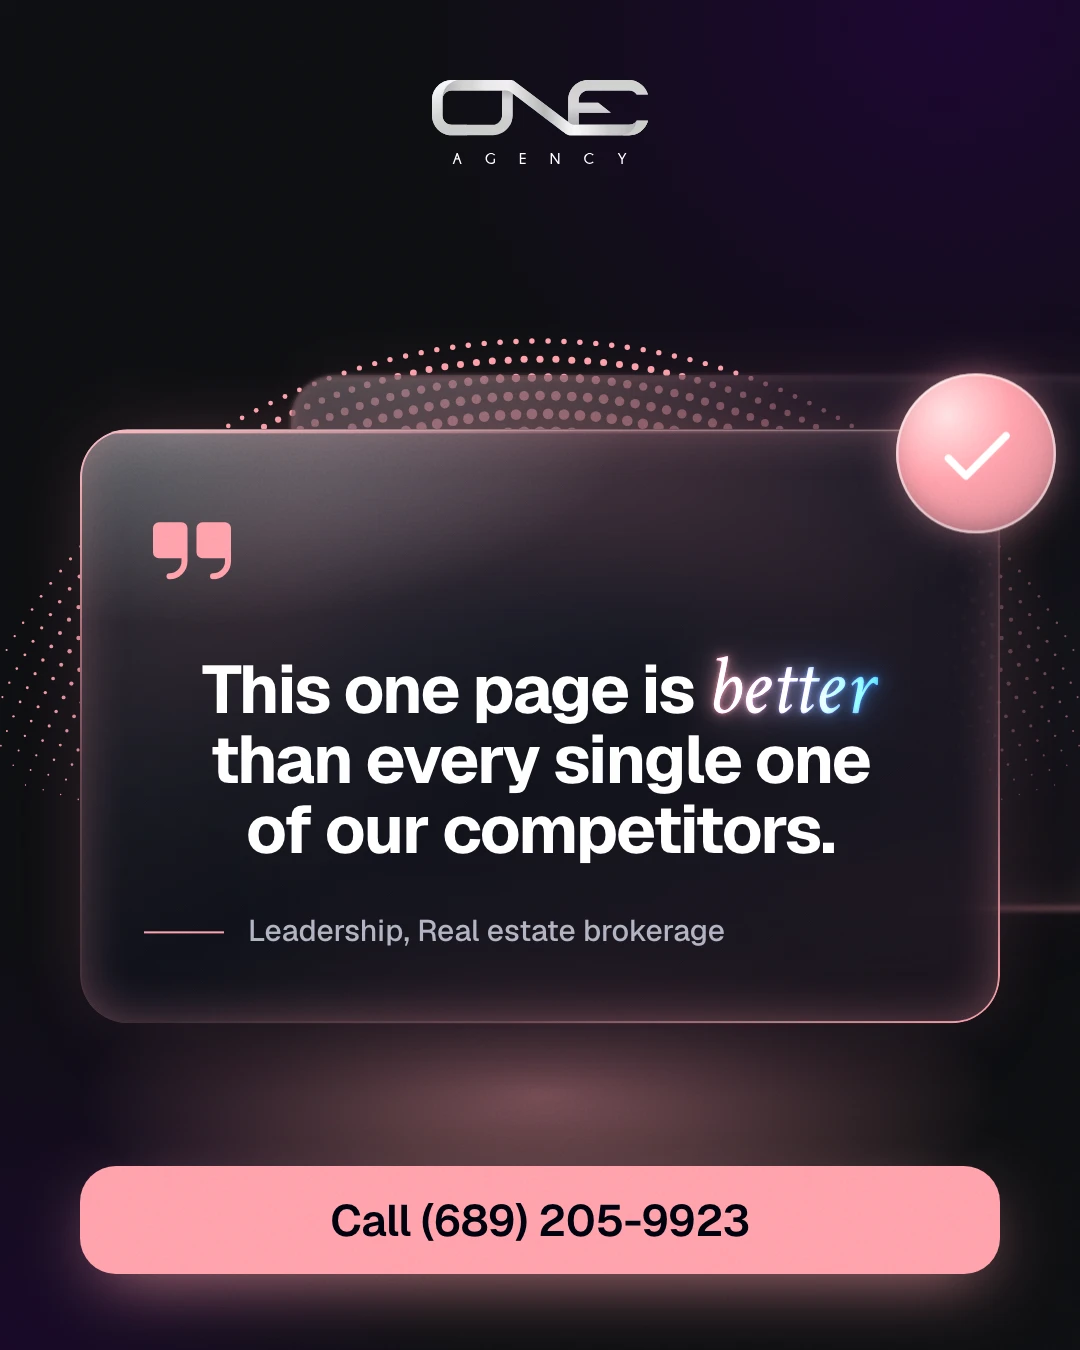 ONE
AGENCY
This one page is better
than every single one
of our competitors.
Leadership, Real estate brokerage
Call (689) 205-9923